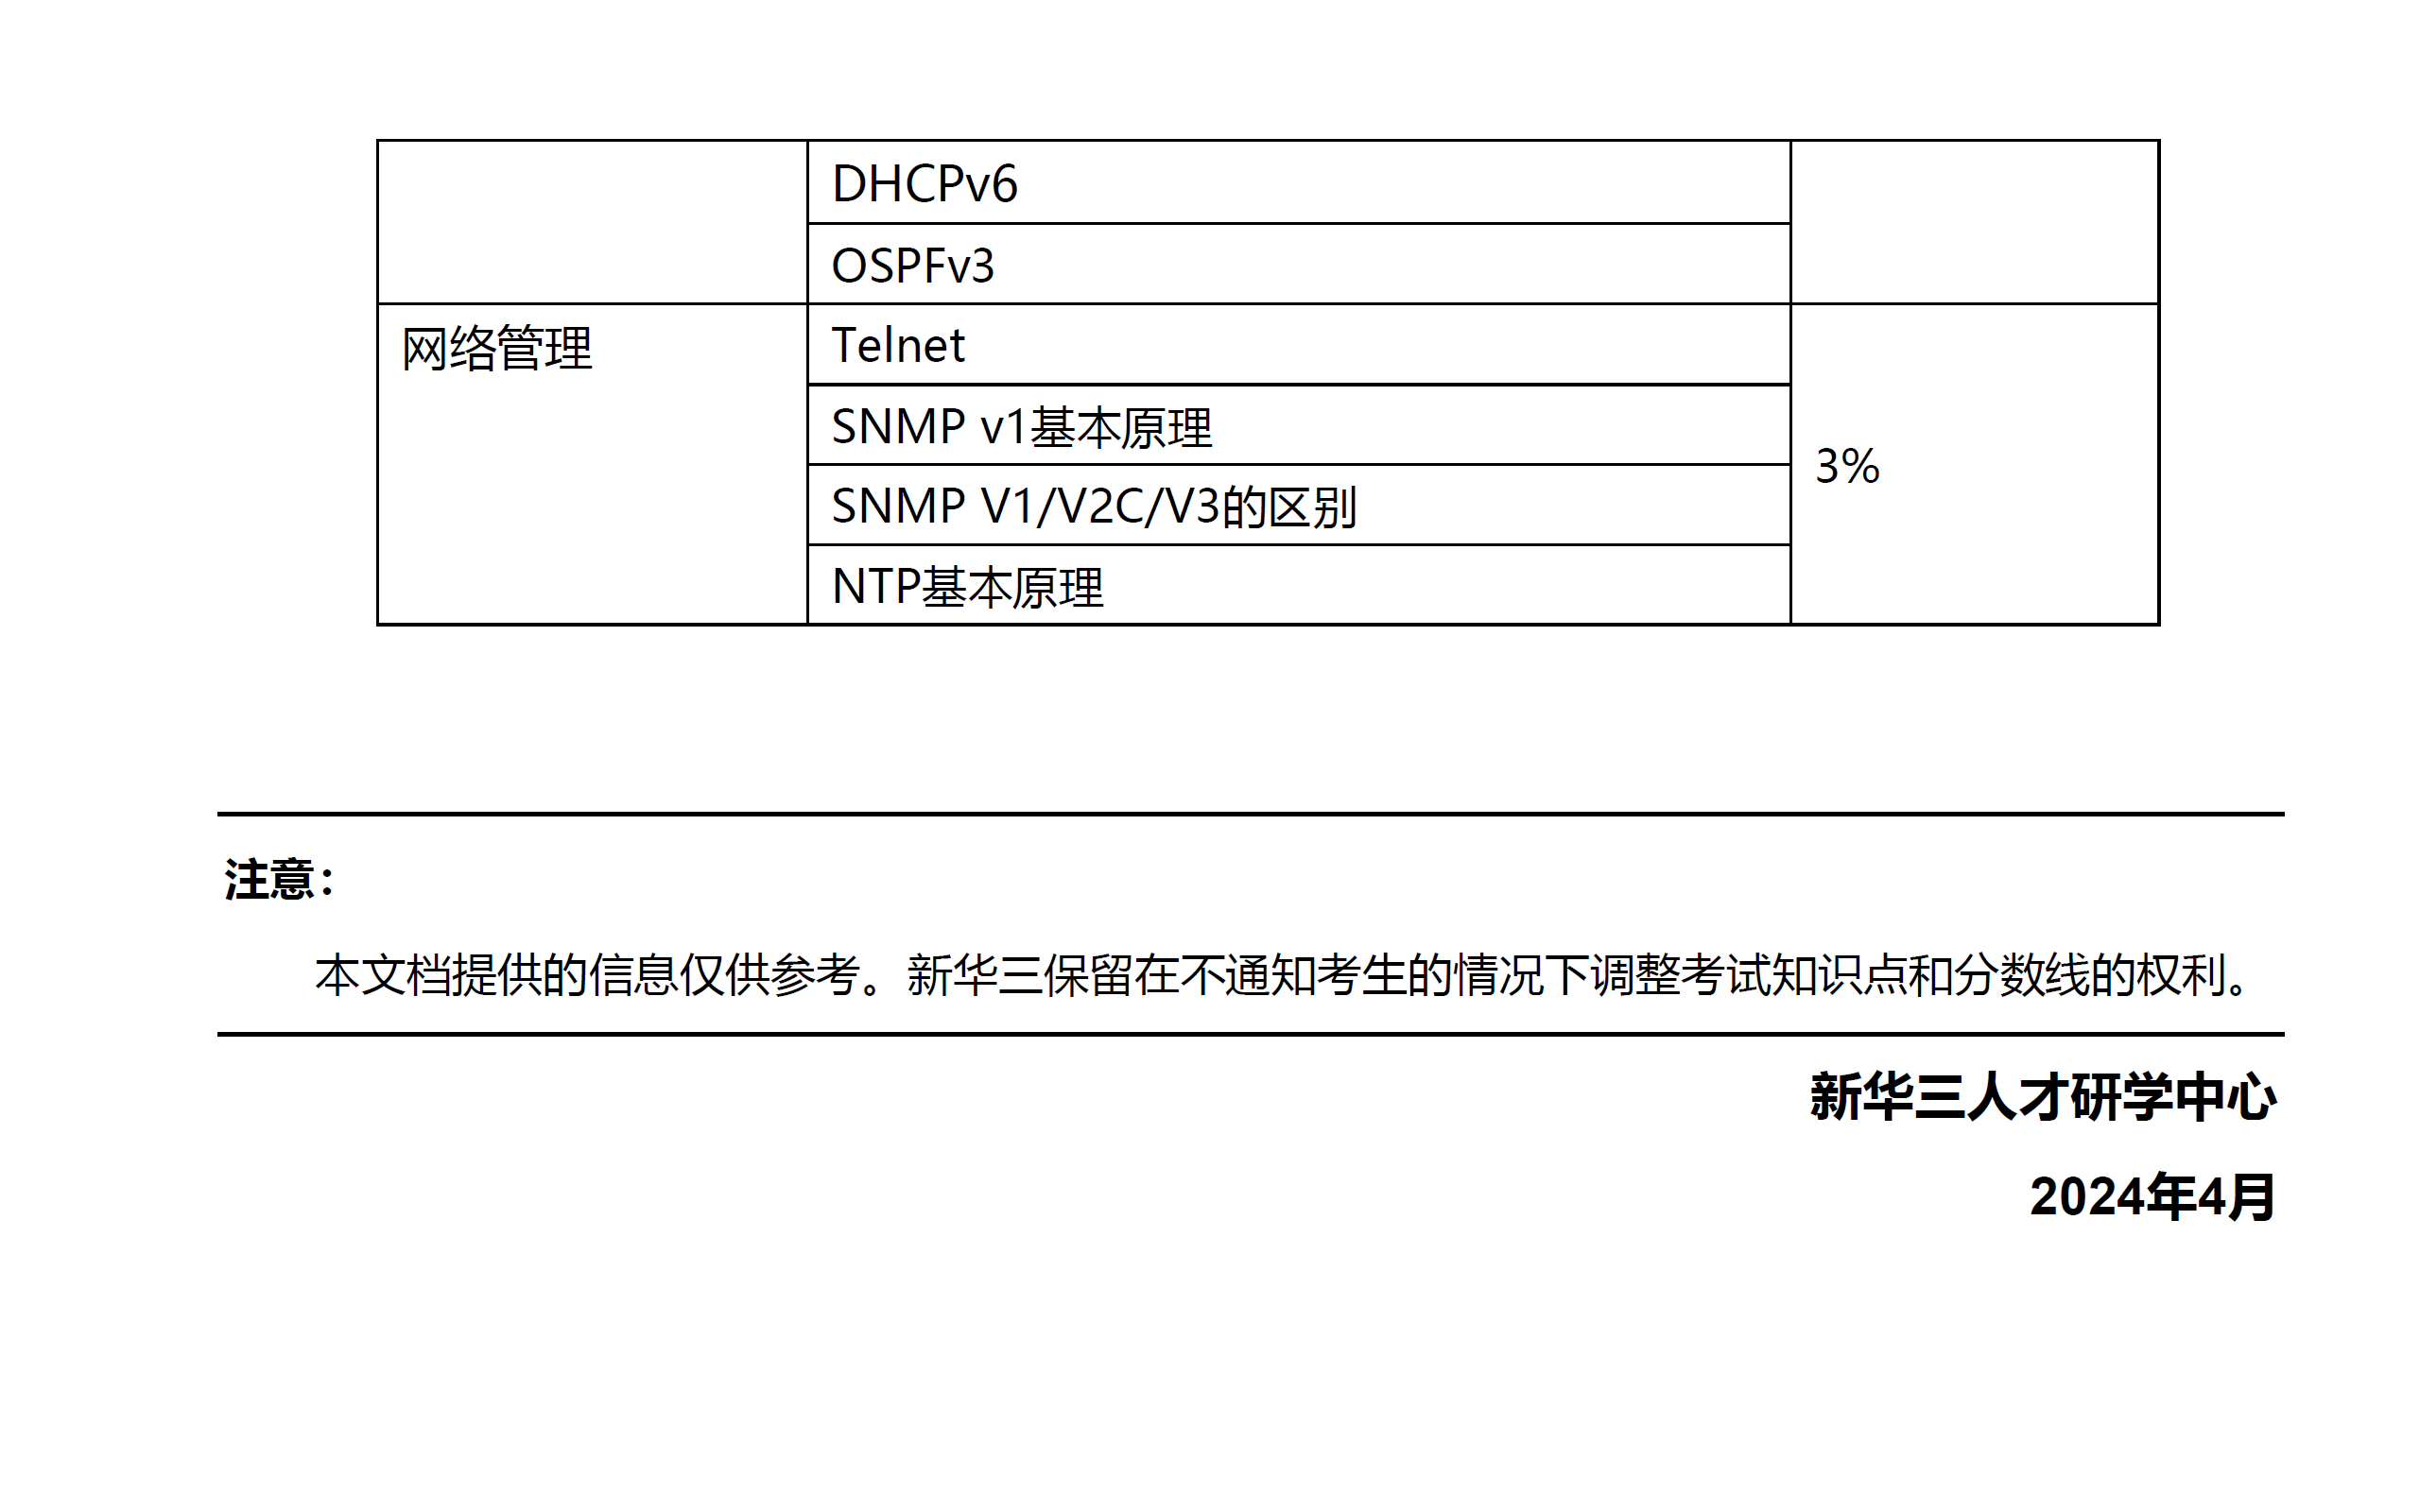 DHCPv6
OSPFv3
网络管理
Telnet
SNMP v1基本原理
SNMP V1/V2C/V3的区别
3%
NTP基本原理
注意：
本文档提供的信息仅供参考。新华三保留在不通知考生的情况下调整考试知识点和分数线的权利。
新华三人才研学中心
2024年4月